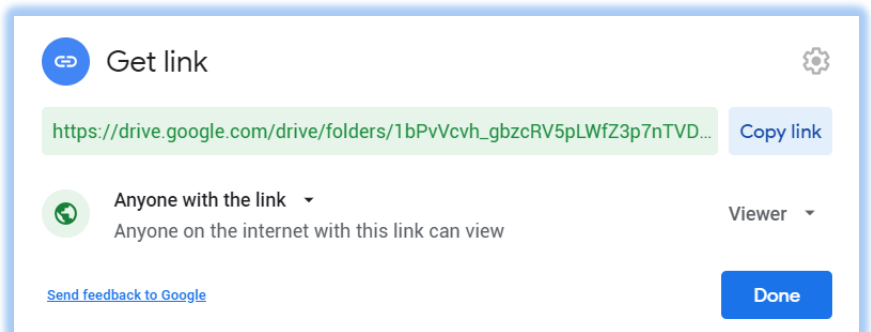 Get link
https://drive.google.com/drive/folders/1bPvVcvh_gbzcRV5pLWfZ3p7nTVD...
Copy link
Anyone with the link
Anyone on the internet with this link can view
Viewer
Send feedback to Google
Done